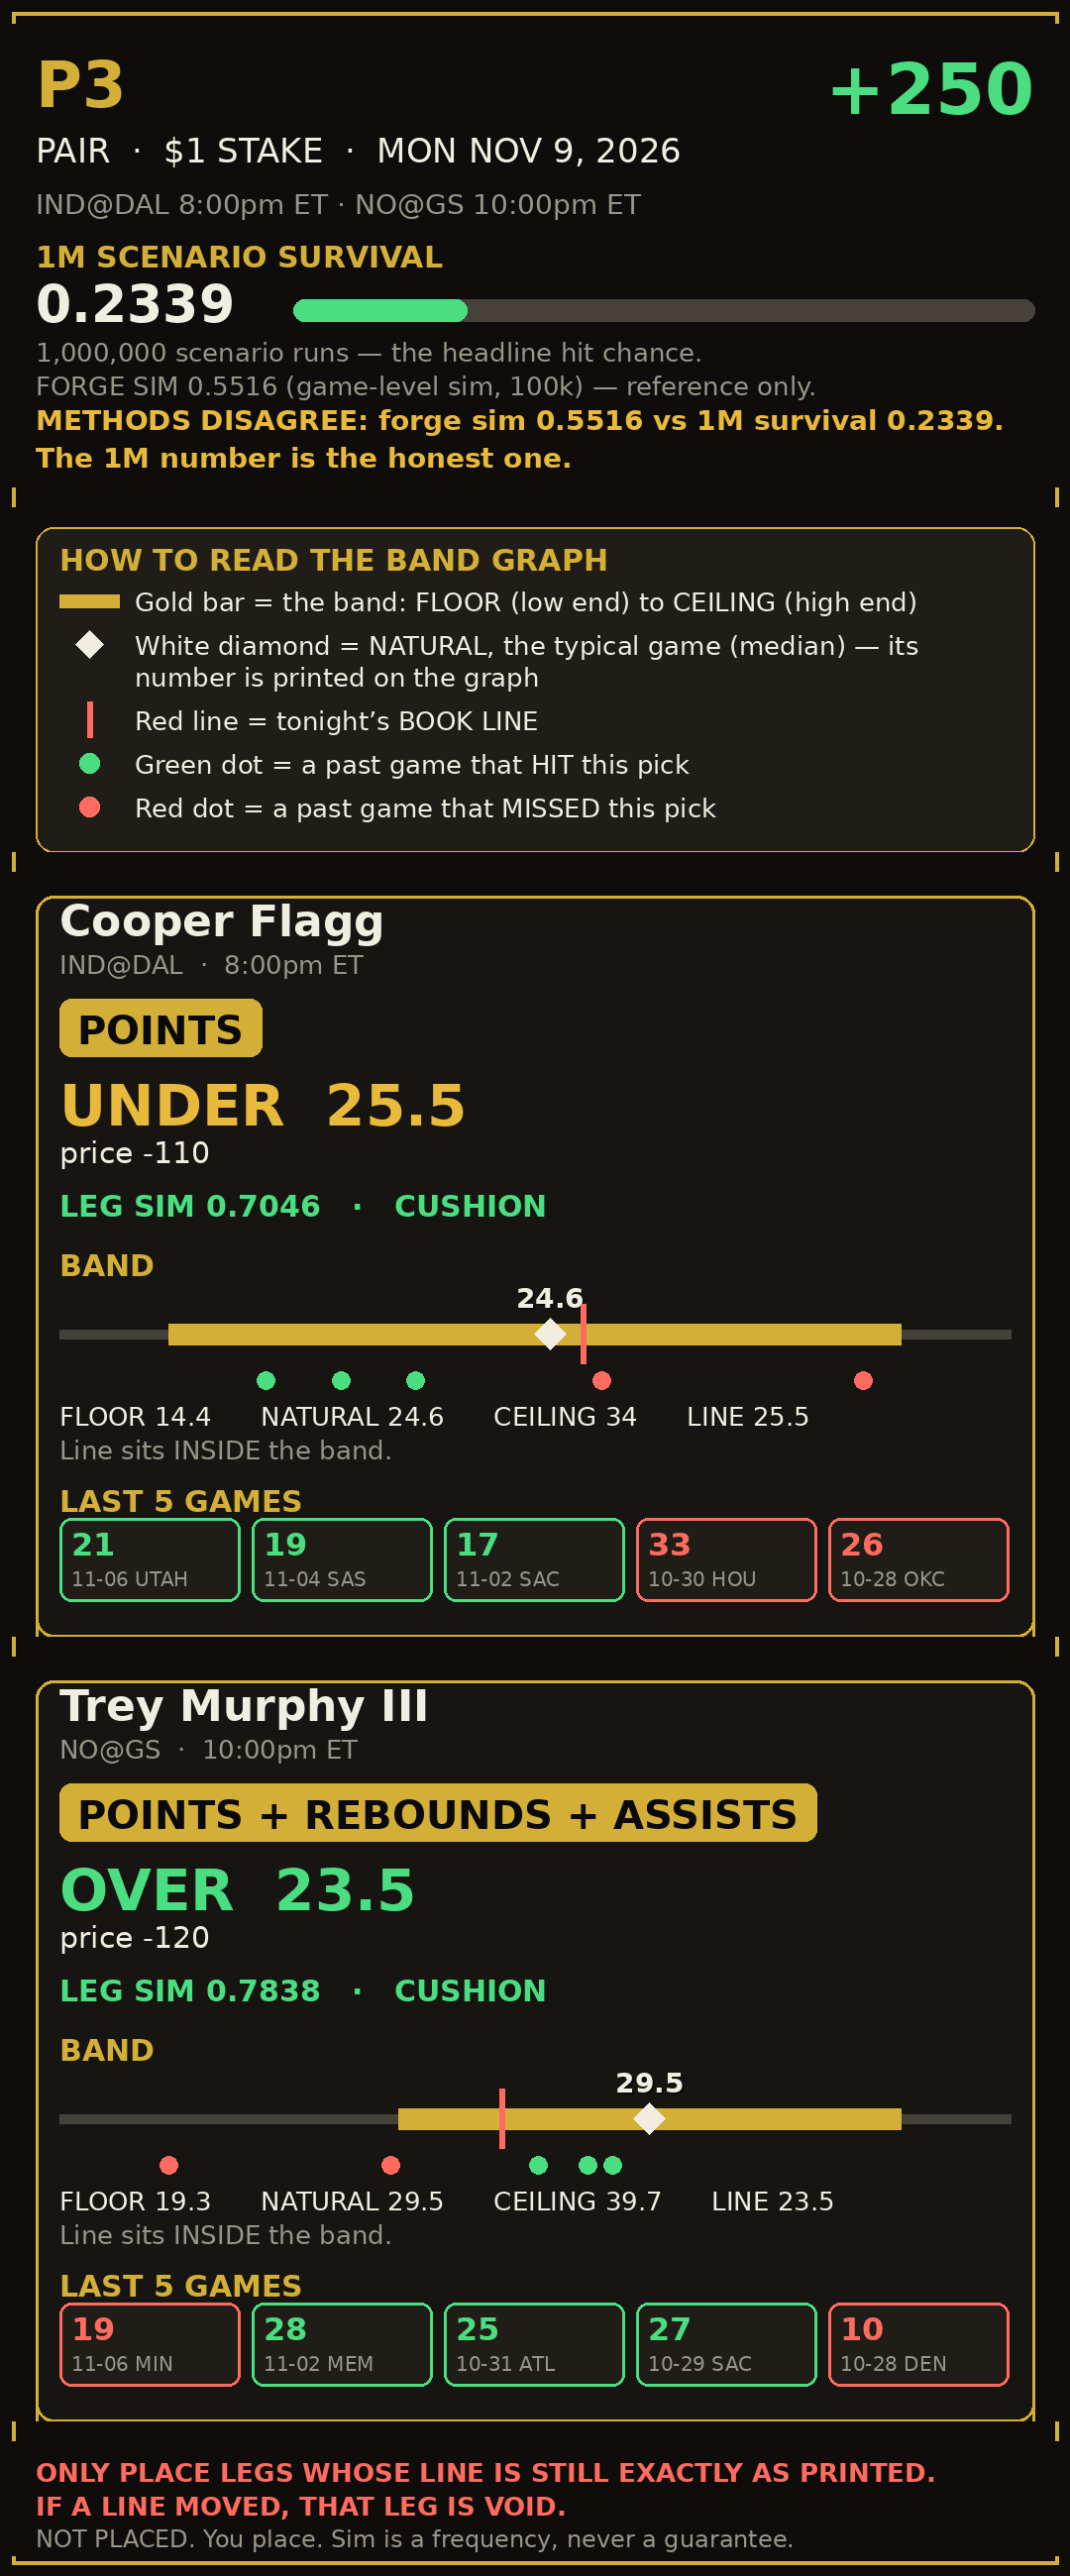 P3
+250
PAIR · $1 STAKE · MON NOV 9, 2026
IND@DAL 8:00pm ET · NO@GS 10:00pm ET
1M SCENARIO SURVIVAL
0.2339
1,000,000 scenario runs — the headline hit chance.
FORGE SIM 0.5516 (game-level sim, 100k) — reference only.
METHODS DISAGREE: forge sim 0.5516 vs 1M survival 0.2339.
The 1M number is the honest one.
HOW TO READ THE BAND GRAPH
Gold bar = the band: FLOOR (low end) to CEILING (high end)
White diamond = NATURAL, the typical game (median) — its
number is printed on the graph
Red line = tonight’s BOOK LINE
Green dot = a past game that HIT this pick
Red dot = a past game that MISSED this pick
Cooper Flagg
IND@DAL · 8:00pm ET
POINTS
UNDER 25.5
price -110
LEG SIM 0.7046 · CUSHION
BAND
24.6
FLOOR 14.4 NATURAL 24.6 CEILING 34 LINE 25.5
Line sits INSIDE the band.
LAST 5 GAMES
21 19 17 33 26
11-06 UTAH 11-04 SAS 11-02 SAC 10-30 HOU 10-28 OKC
Trey Murphy III
NO@GS · 10:00pm ET
POINTS + REBOUNDS + ASSISTS
OVER 23.5
price -120
LEG SIM 0.7838 · CUSHION
BAND
29.5
FLOOR 19.3 NATURAL 29.5 CEILING 39.7 LINE 23.5
Line sits INSIDE the band.
LAST 5 GAMES
19 28 25 27 10
11-06 MIN 11-02 MEM 10-31 ATL 10-29 SAC 10-28 DEN
ONLY PLACE LEGS WHOSE LINE IS STILL EXACTLY AS PRINTED.
IF A LINE MOVED, THAT LEG IS VOID.
NOT PLACED. You place. Sim is a frequency, never a guarantee.